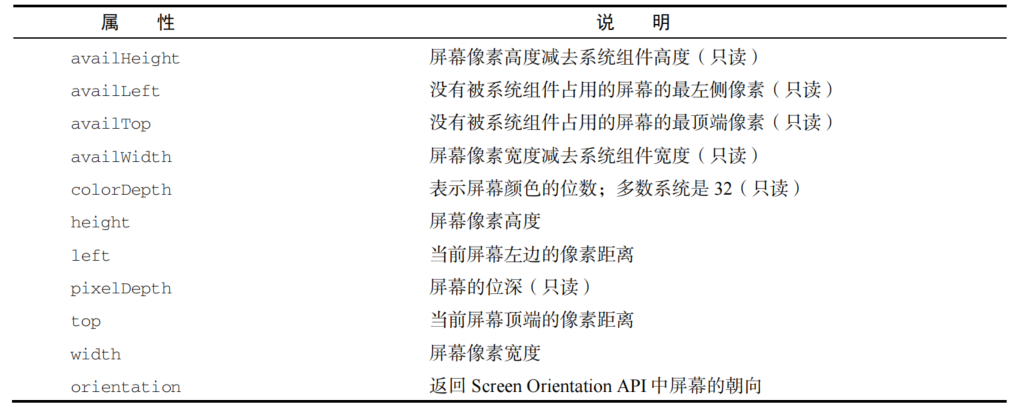 属 性 说 明
availHeight 屏幕像素高度减去系统组件高度（只读）
availLeft 没有被系统组件占用的屏幕的最左侧像素（只读）
availTop 没有被系统组件占用的屏幕的最顶端像素（只读）
availWidth 屏幕像素宽度减去系统组件宽度（只读）
colorDepth 表示屏幕颜色的位数；多数系统是 32（只读）
height 屏幕像素高度
left 当前屏幕左边的像素距离
pixelDepth 屏幕的位深（只读）
top 当前屏幕顶端的像素距离
width 屏幕像素宽度
orientation 返回 Screen Orientation API 中屏幕的朝向